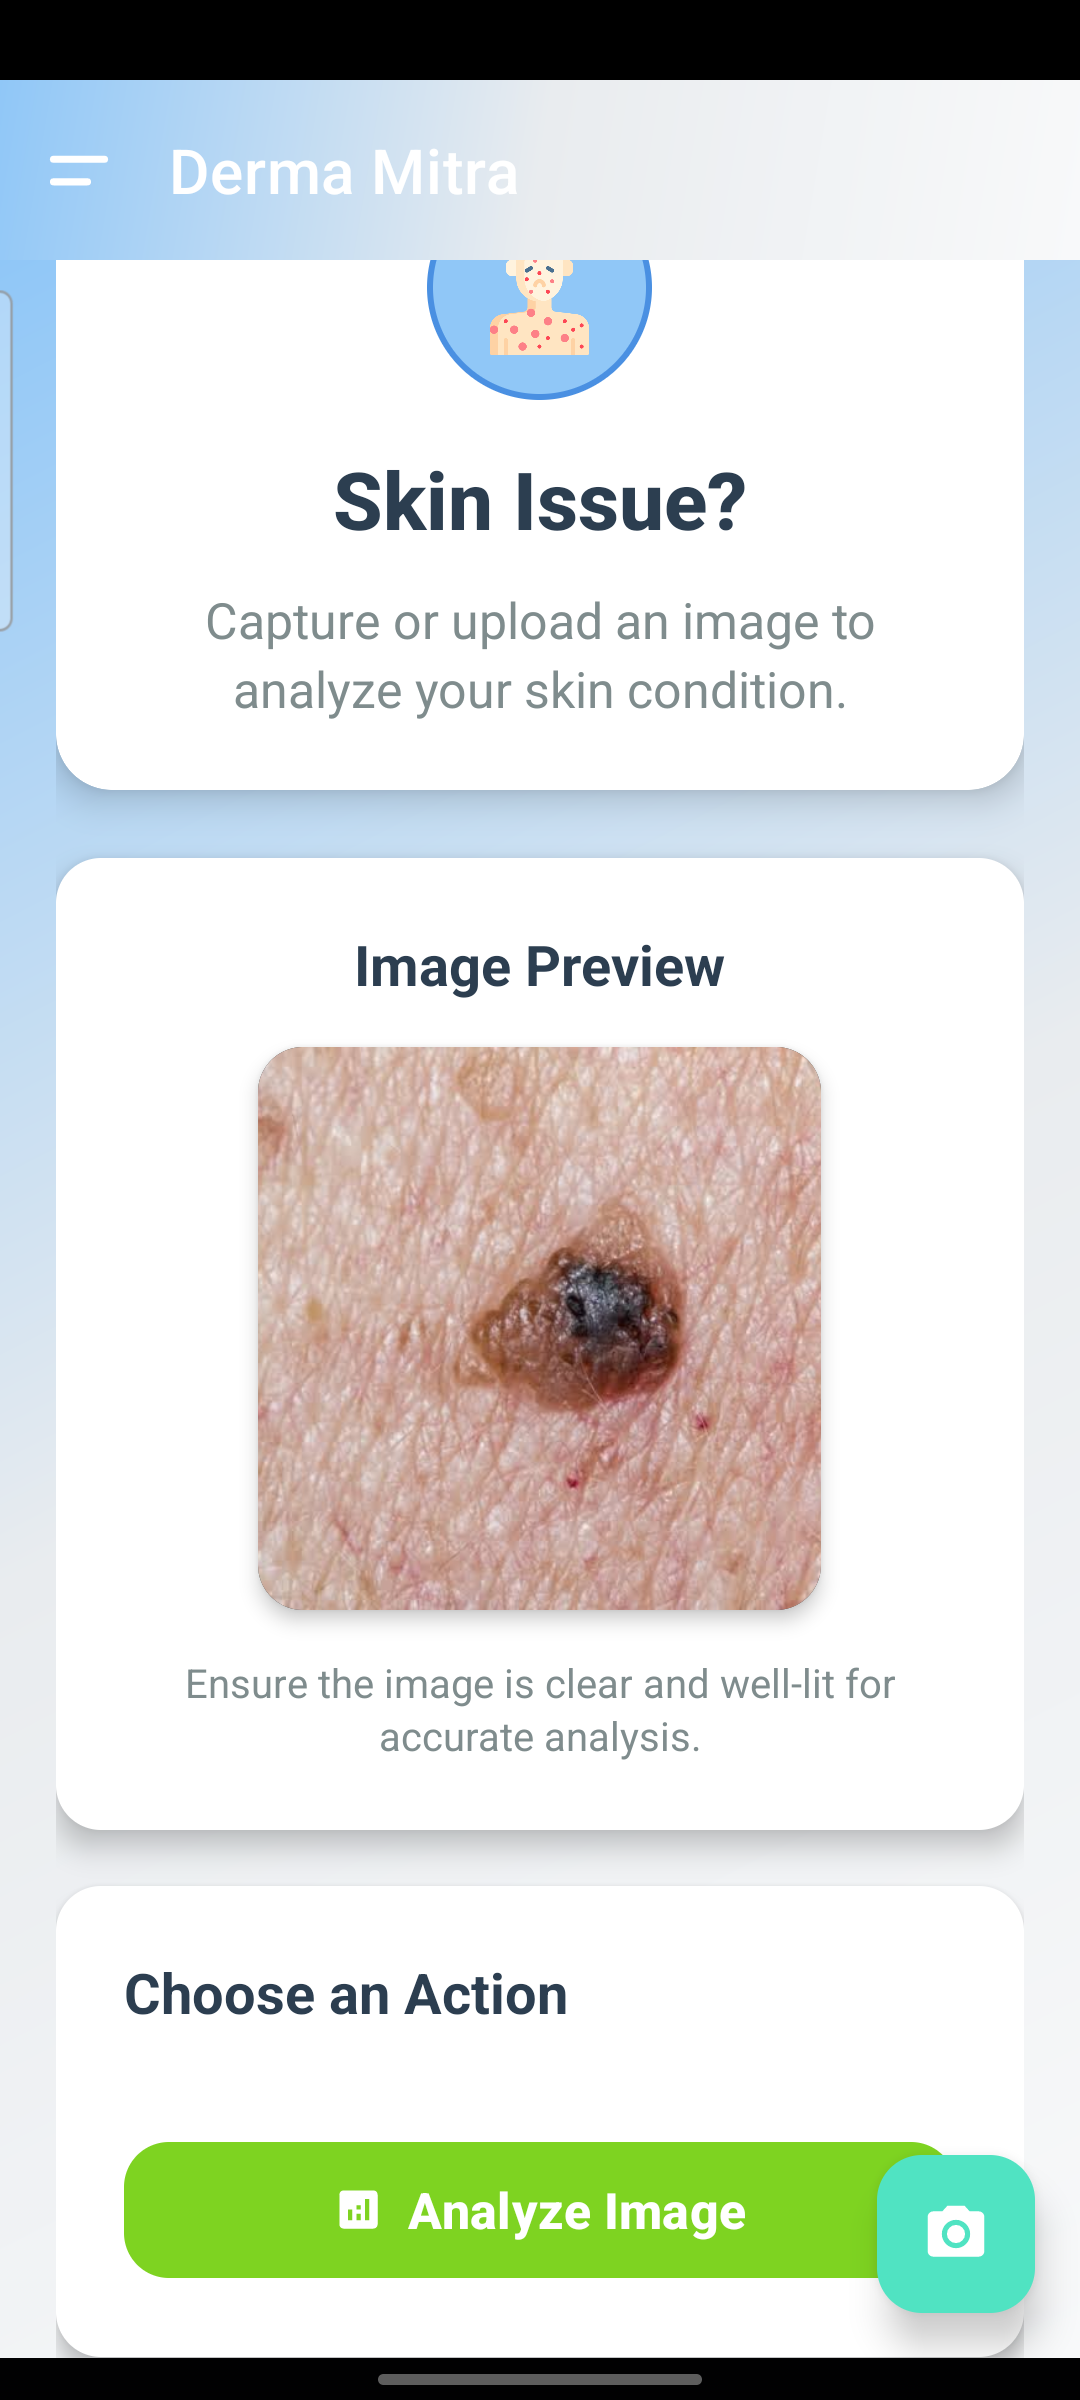 Derma Mitra
Skin Issue?
Capture or upload an image to
analyze your skin condition.
Image Preview
Ensure the image is clear and well-lit for
accurate analysis.
Choose an Action
Analyze Image